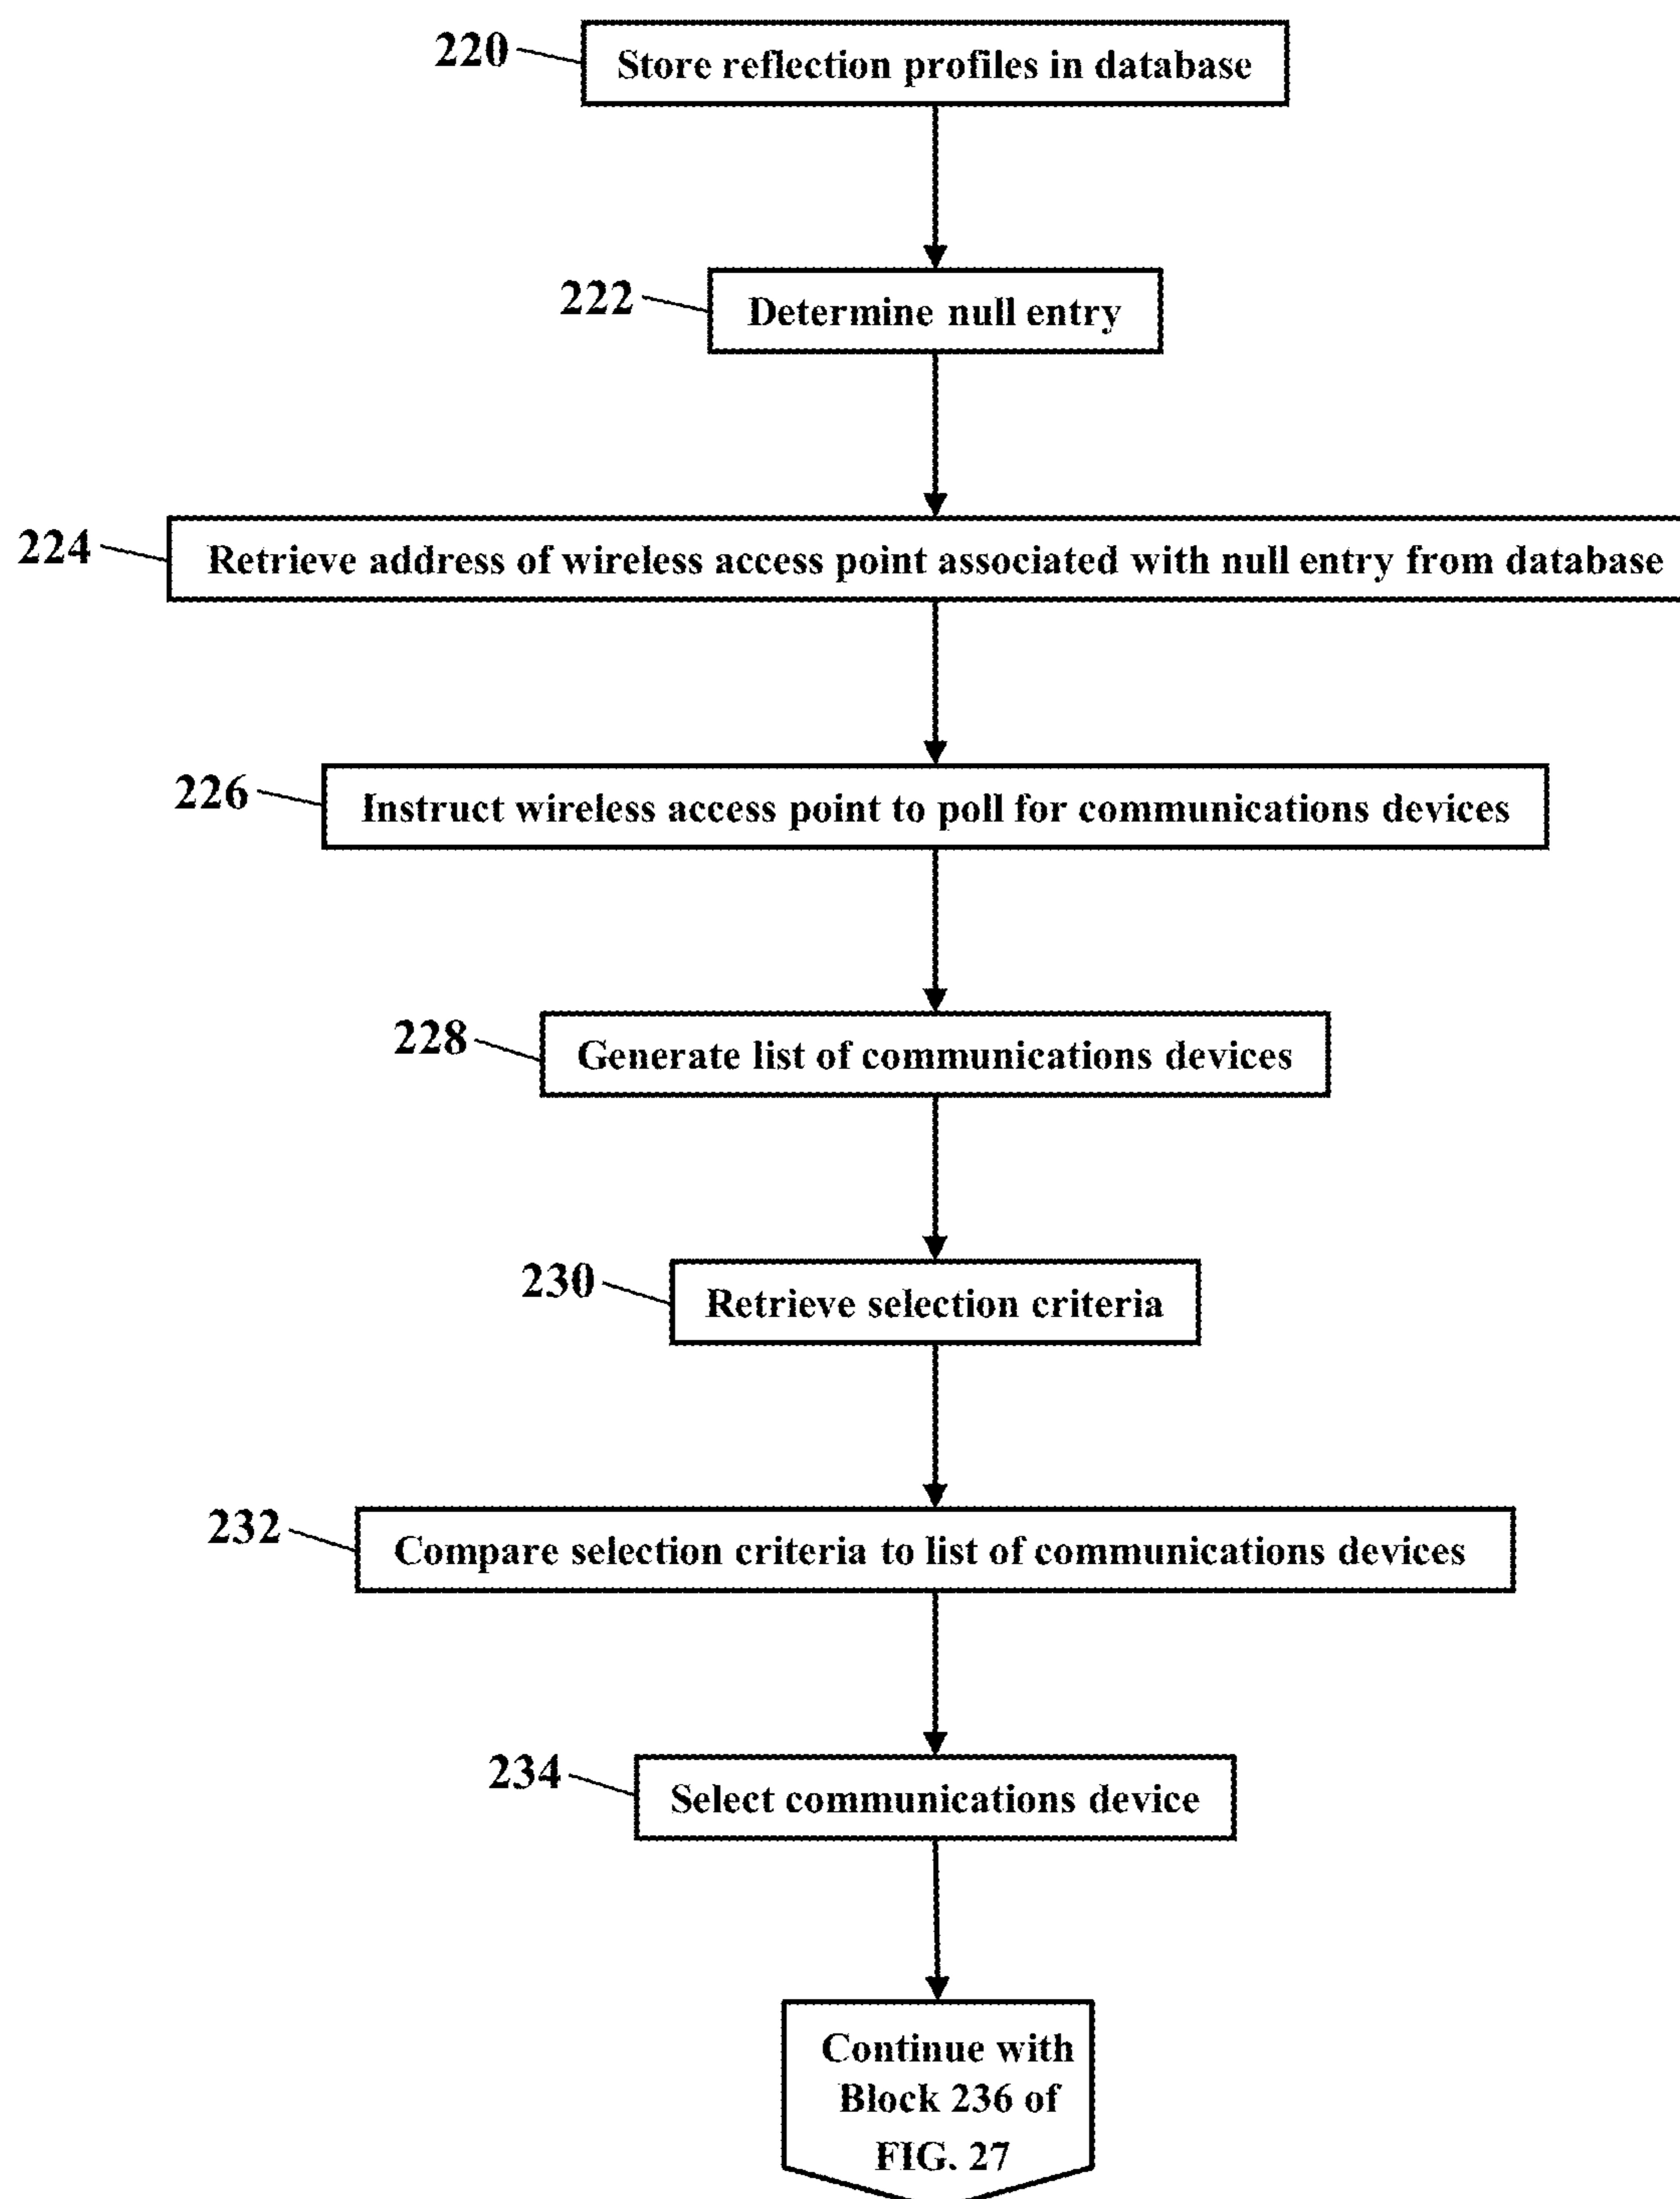 220
Store reflection profiles in database
222
Determine null entry
224
Retrieve address of wireless access point associated with null entry from database
226
Instruct wireless access point to poll for communications devices
228
Generate list of communications devices
230
Retrieve selection criteria
232
Compare selection criteria to list of communications devices
234
Select communications device
Continue with
Block 236 of
FIG. 27